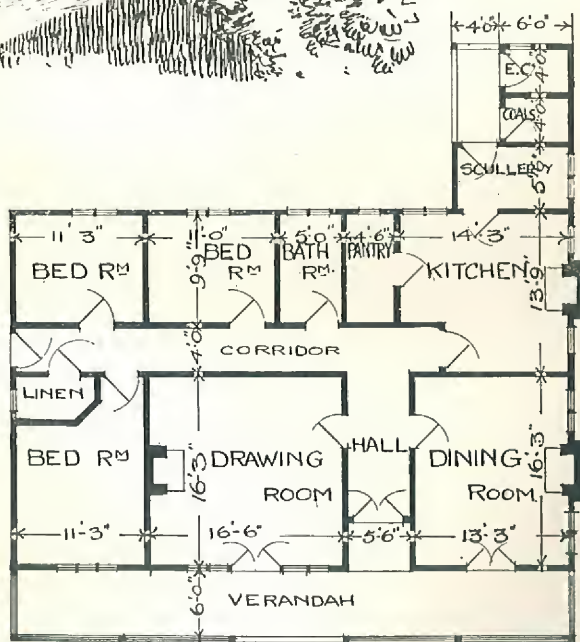 4'0" 6'0"
E.C.
4'0"
COALS
4'0"
SCULLERY
5'6"
11'3" 11'0" 5'0" 4'6" 14'3"
BED RM BED RM BATH RM. PANTRY KITCHEN
9'9" 13'9"
CORRIDOR
4'0"
LINEN
BED RM DRAWING ROOM HALL DINING ROOM
16'3" 16'3"
11'-3" 16'-6" 5'6" 13'3"
VERANDAH
6'0"